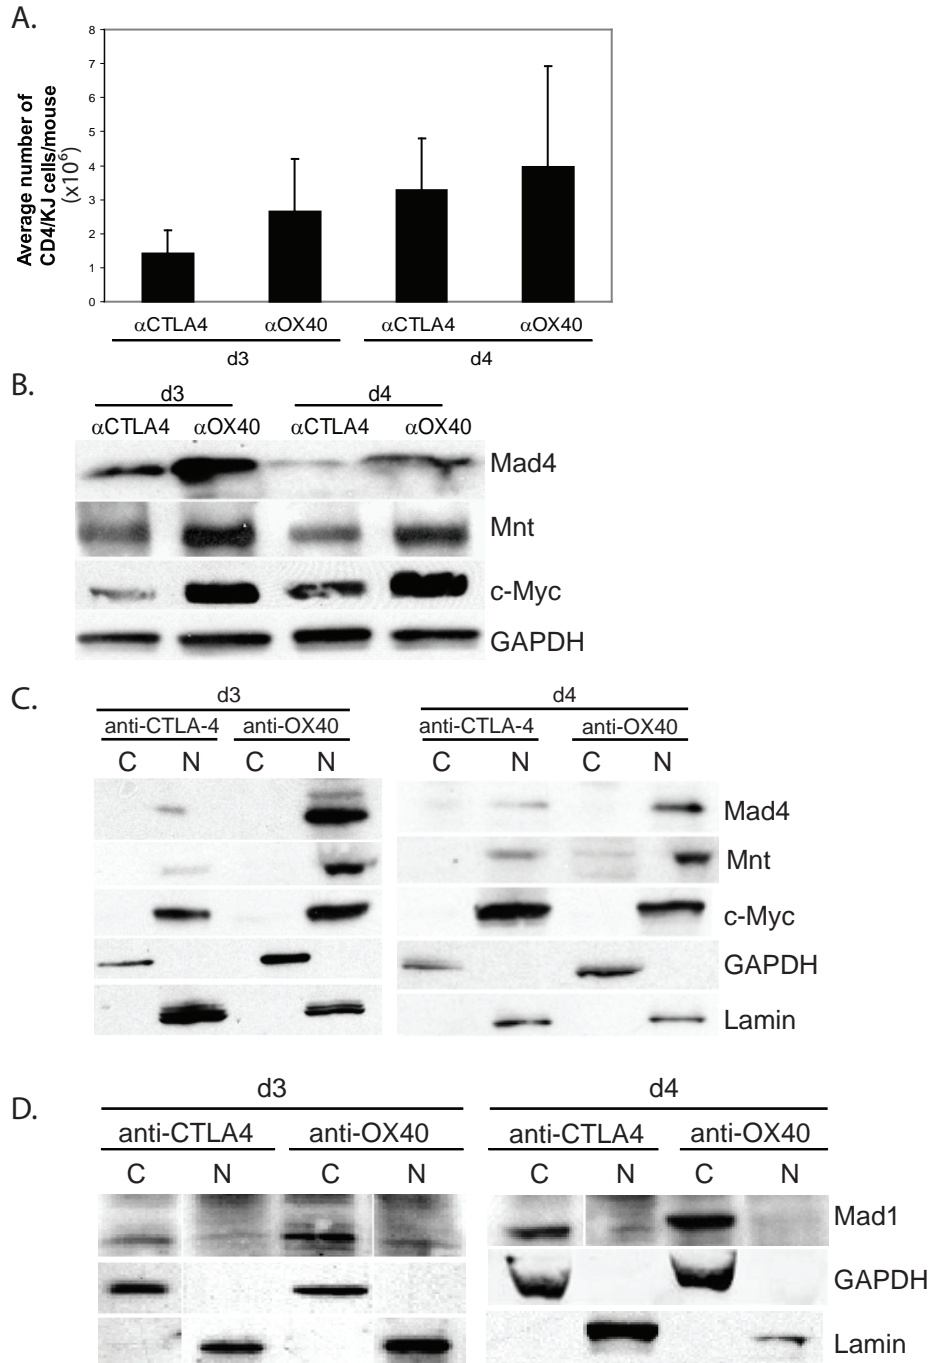 A.
8
7
6
5
4
3
2
1
0
Average number of
CD4/KJ cells/mouse
(x10⁶)
αCTLA4 αOX40 αCTLA4 αOX40
d3 d4
B.
d3 d4
αCTLA4 αOX40 αCTLA4 αOX40
Mad4
Mnt
c-Myc
GAPDH
C.
d3 d4
anti-CTLA-4 anti-OX40 anti-CTLA-4 anti-OX40
C N C N C N C N
Mad4
Mnt
c-Myc
GAPDH
Lamin
D.
d3 d4
anti-CTLA4 anti-OX40 anti-CTLA4 anti-OX40
C N C N C N C N
Mad1
GAPDH
Lamin